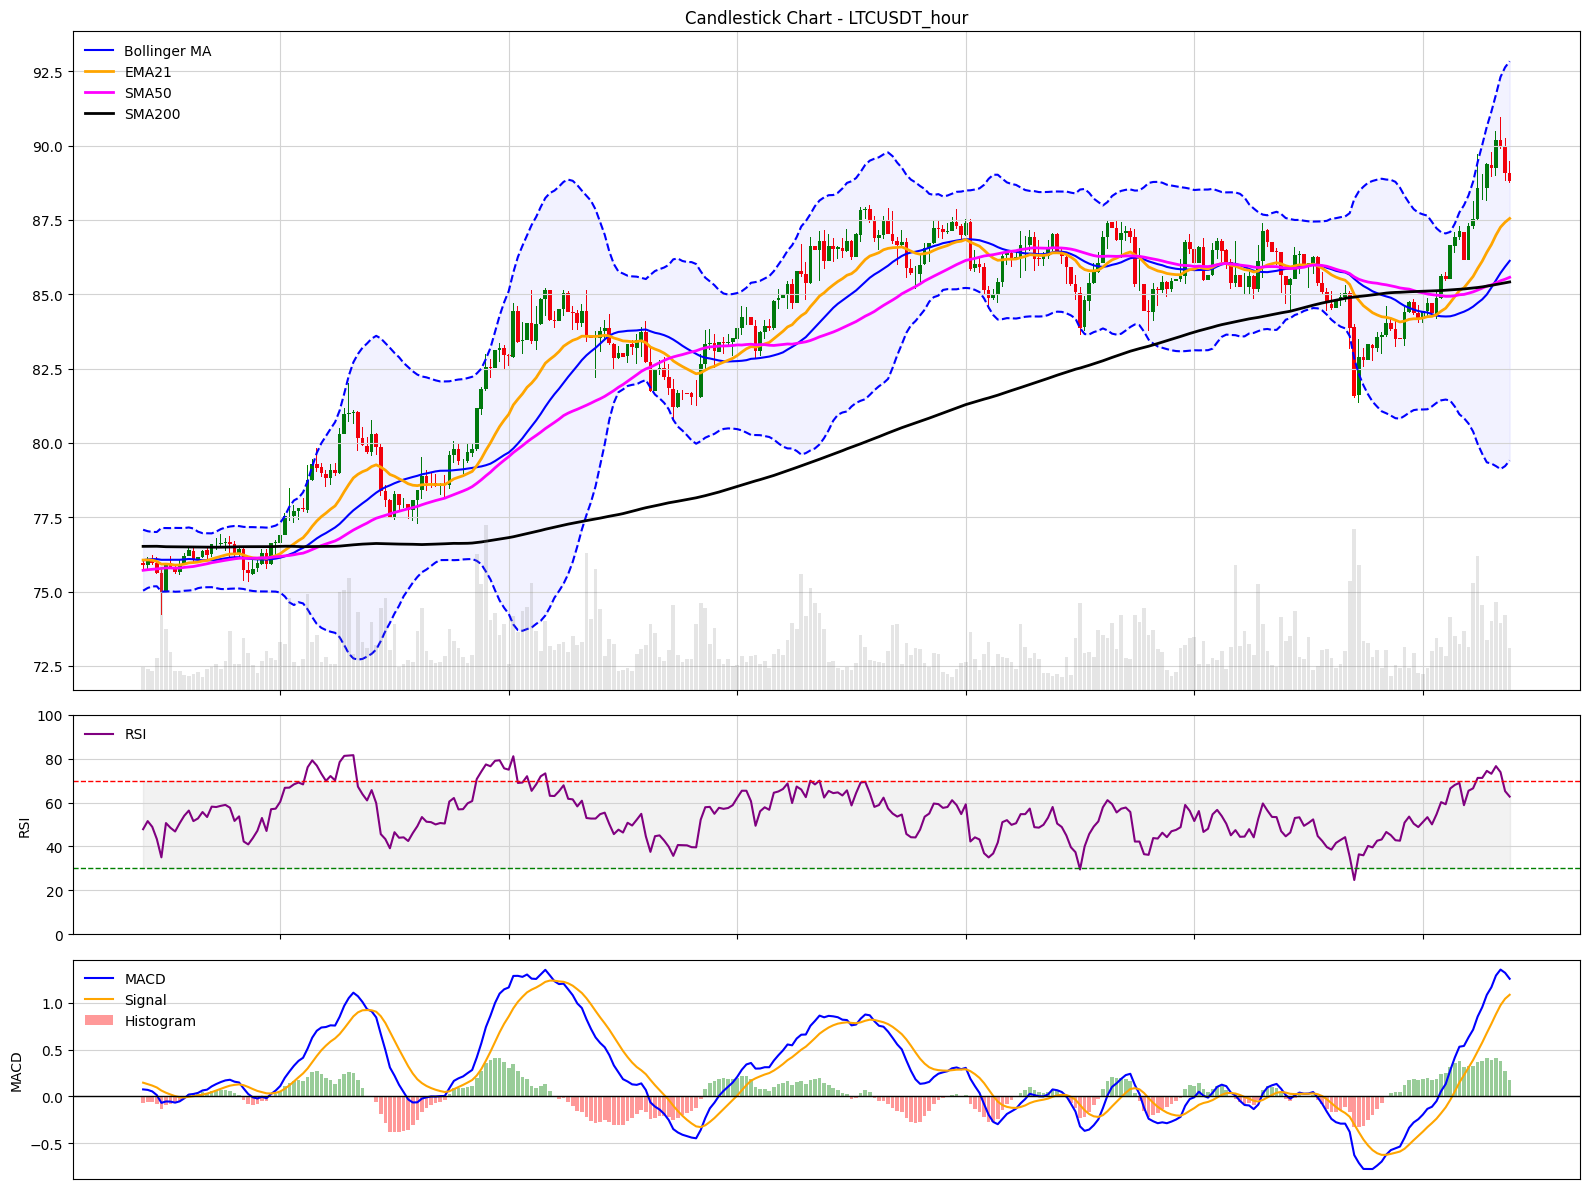 Candlestick Chart - LTCUSDT_hour
Bollinger MA
EMA21
SMA50
SMA200
92.5
90.0
87.5
85.0
82.5
80.0
77.5
75.0
72.5
RSI
100
80
60
40
20
0
RSI
MACD
Signal
Histogram
1.0
0.5
0.0
−0.5
MACD